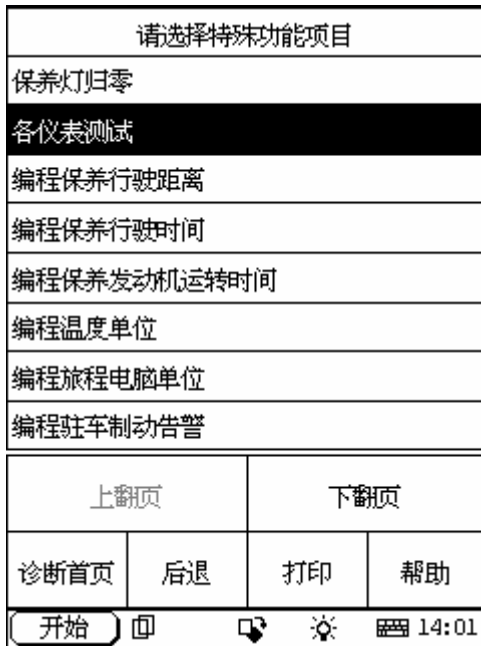 请选择特殊功能项目
保养灯归零
各仪表测试
编程保养行驶距离
编程保养行驶时间
编程保养发动机运转时间
编程温度单位
编程旅程电脑单位
编程驻车制动告警
上翻页 下翻页
诊断首页 后退 打印 帮助
开始 14:01